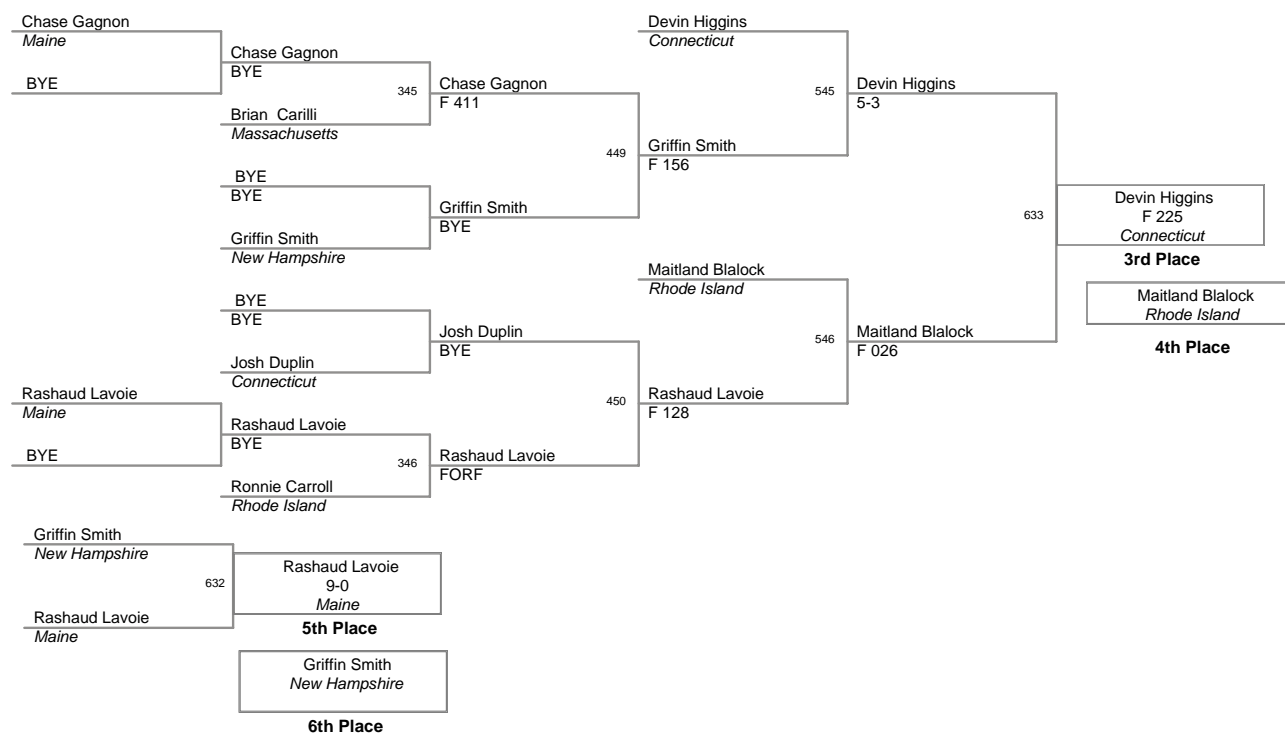 Chase Gagnon
Maine
BYE
Chase Gagnon
BYE
345
Brian Carilli
Massachusetts
Chase Gagnon
F 411
449
BYE
BYE
Griffin Smith
New Hampshire
Griffin Smith
BYE
Devin Higgins
Connecticut
545
Griffin Smith
F 156
Devin Higgins
5-3
633
Devin Higgins
F 225
Connecticut
3rd Place
Maitland Blalock
Rhode Island
4th Place
BYE
BYE
Josh Duplin
Connecticut
Josh Duplin
BYE
450
Rashaud Lavoie
Maine
BYE
Rashaud Lavoie
BYE
346
Ronnie Carroll
Rhode Island
Rashaud Lavoie
FORF
Maitland Blalock
Rhode Island
546
Rashaud Lavoie
F 128
Maitland Blalock
F 026
Griffin Smith
New Hampshire
632
Rashaud Lavoie
Maine
Rashaud Lavoie
9-0
Maine
5th Place
Griffin Smith
New Hampshire
6th Place